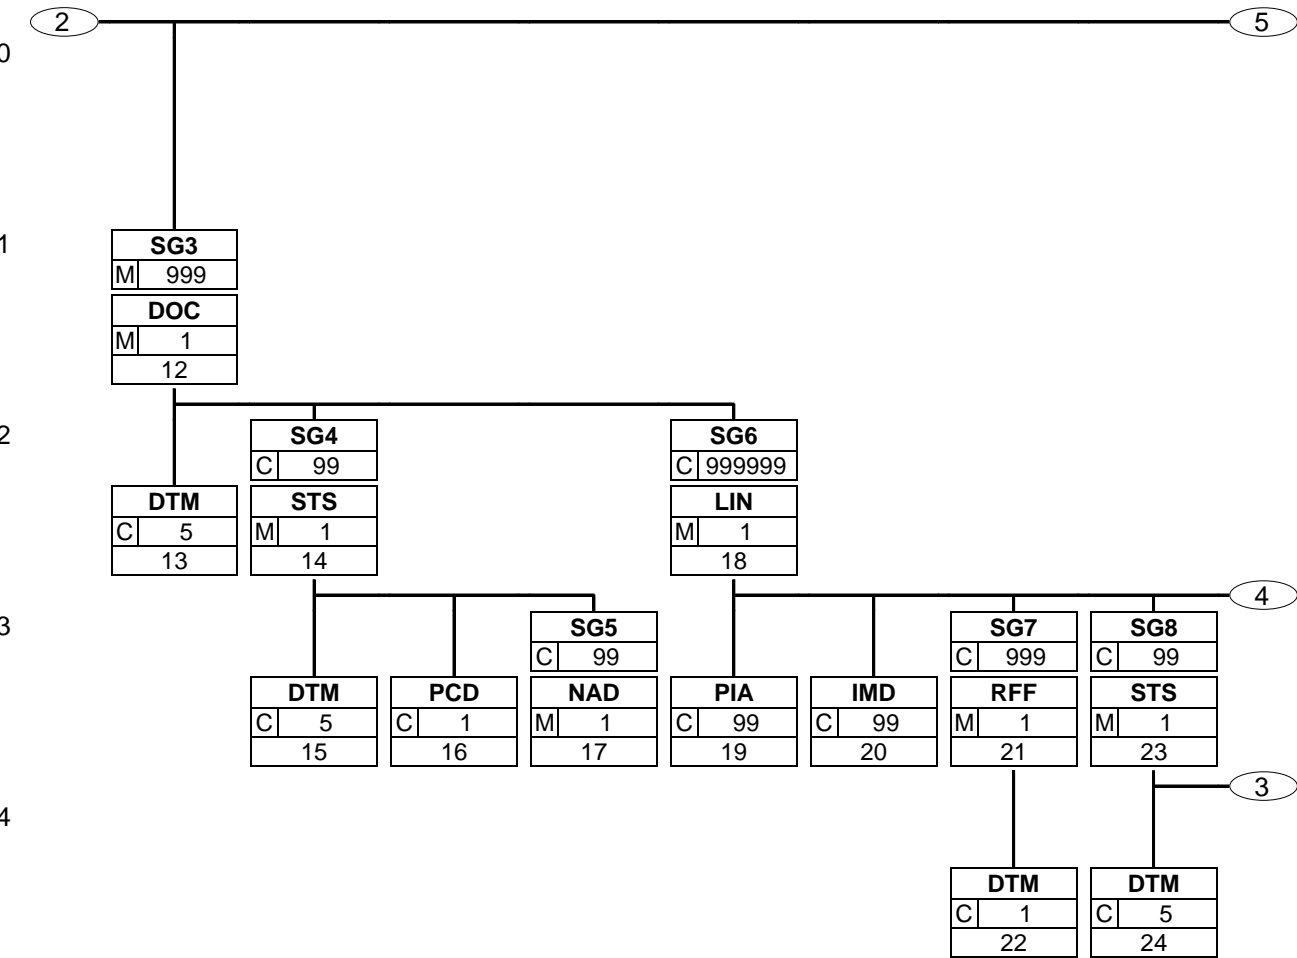 2 5
0
1
SG3
M 999
DOC
M 1
12
2
SG4 SG6
C 99 C 999999
DTM STS LIN
C 5 M 1 M 1
13 14 18
4
3
SG5 SG7 SG8
C 99 C 999 C 99
DTM PCD NAD PIA IMD RFF STS
C 5 C 1 M 1 C 99 C 99 M 1 M 1
15 16 17 19 20 21 23
3
4
DTM DTM
C 1 C 5
22 24